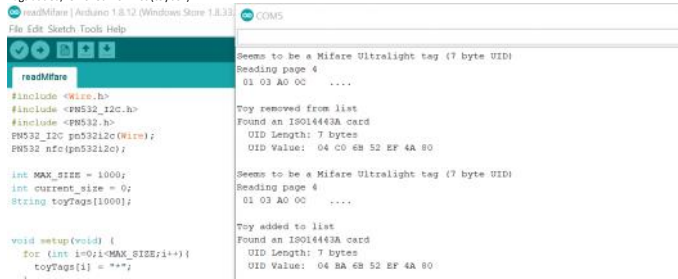 readMifare | Arduino 1.8.12 (Windows Store 1.8.33
File Edit Sketch Tools Help
readMifare
#include <Wire.h>
#include <PN532_I2C.h>
#include <PN532.h>
PN532_I2C pn532i2c(Wire);
PN532 nfc(pn532i2c);
int MAX_SIZE = 1000;
int current_size = 0;
String toyTags[1000];
void setup(void) {
for (int i=0;i<MAX_SIZE;i++){
toyTags[i] = "*";
COM5
Seems to be a Mifare Ultralight tag (7 byte UID)
Reading page 4
01 03 A0 0C ....
Toy removed from list
Found an ISO14443A card
UID Length: 7 bytes
UID Value: 04 C0 6B 52 EF 4A 80
Seems to be a Mifare Ultralight tag (7 byte UID)
Reading page 4
01 03 A0 0C ....
Toy added to list
Found an ISO14443A card
UID Length: 7 bytes
UID Value: 04 BA 6B 52 EF 4A 80